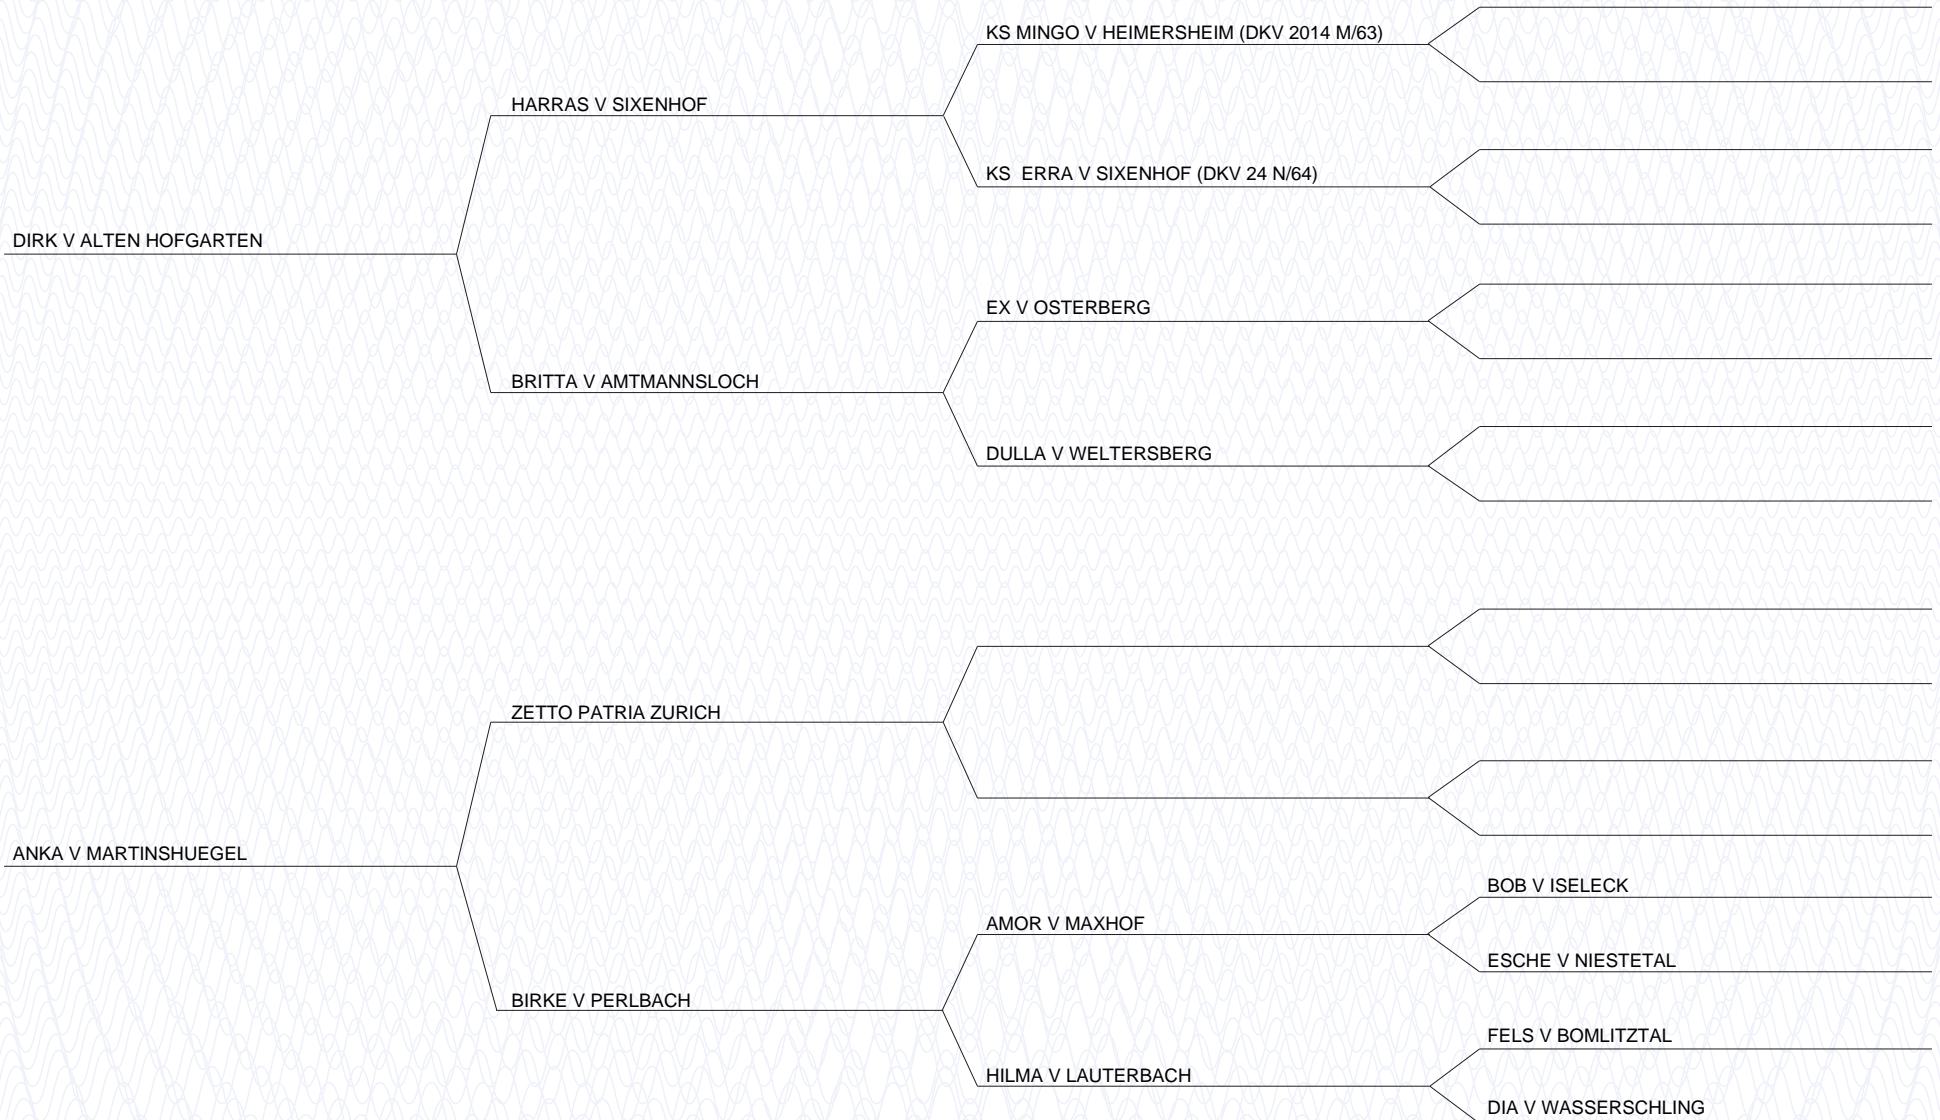 KS MINGO V HEIMERSHEIM (DKV 2014 M/63)
HARRAS V SIXENHOF
KS  ERRA V SIXENHOF (DKV 24 N/64)
DIRK V ALTEN HOFGARTEN
EX V OSTERBERG
BRITTA V AMTMANNSLOCH
DULLA V WELTERSBERG
ZETTO PATRIA ZURICH
ANKA V MARTINSHUEGEL
BOB V ISELECK
AMOR V MAXHOF
ESCHE V NIESTETAL
BIRKE V PERLBACH
FELS V BOMLITZTAL
HILMA V LAUTERBACH
DIA V WASSERSCHLING